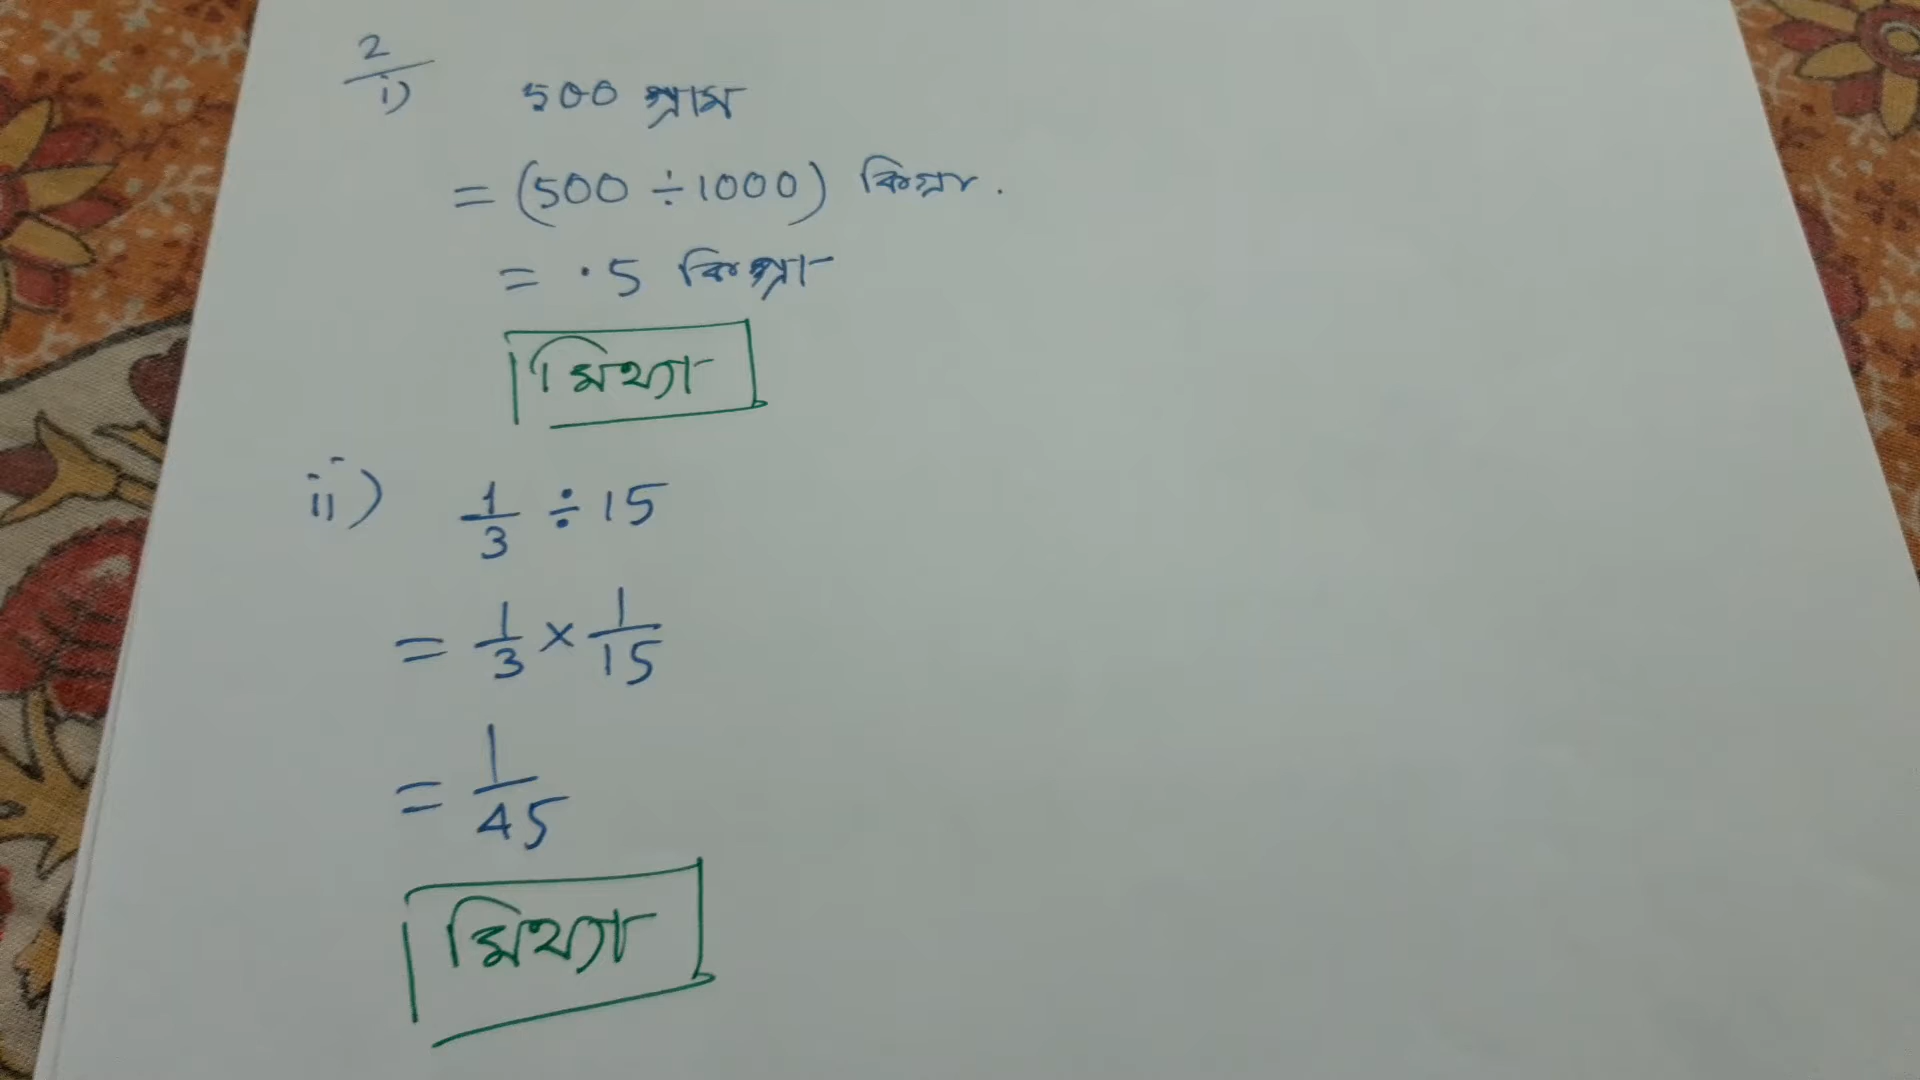 2/i) 500 গ্রাম
= (500 ÷ 1000) কিগ্রা.
= .5 কিগ্রা
মিথ্যা
ii) 1/3 ÷ 15
= 1/3 × 1/15
= 1/45
মিথ্যা